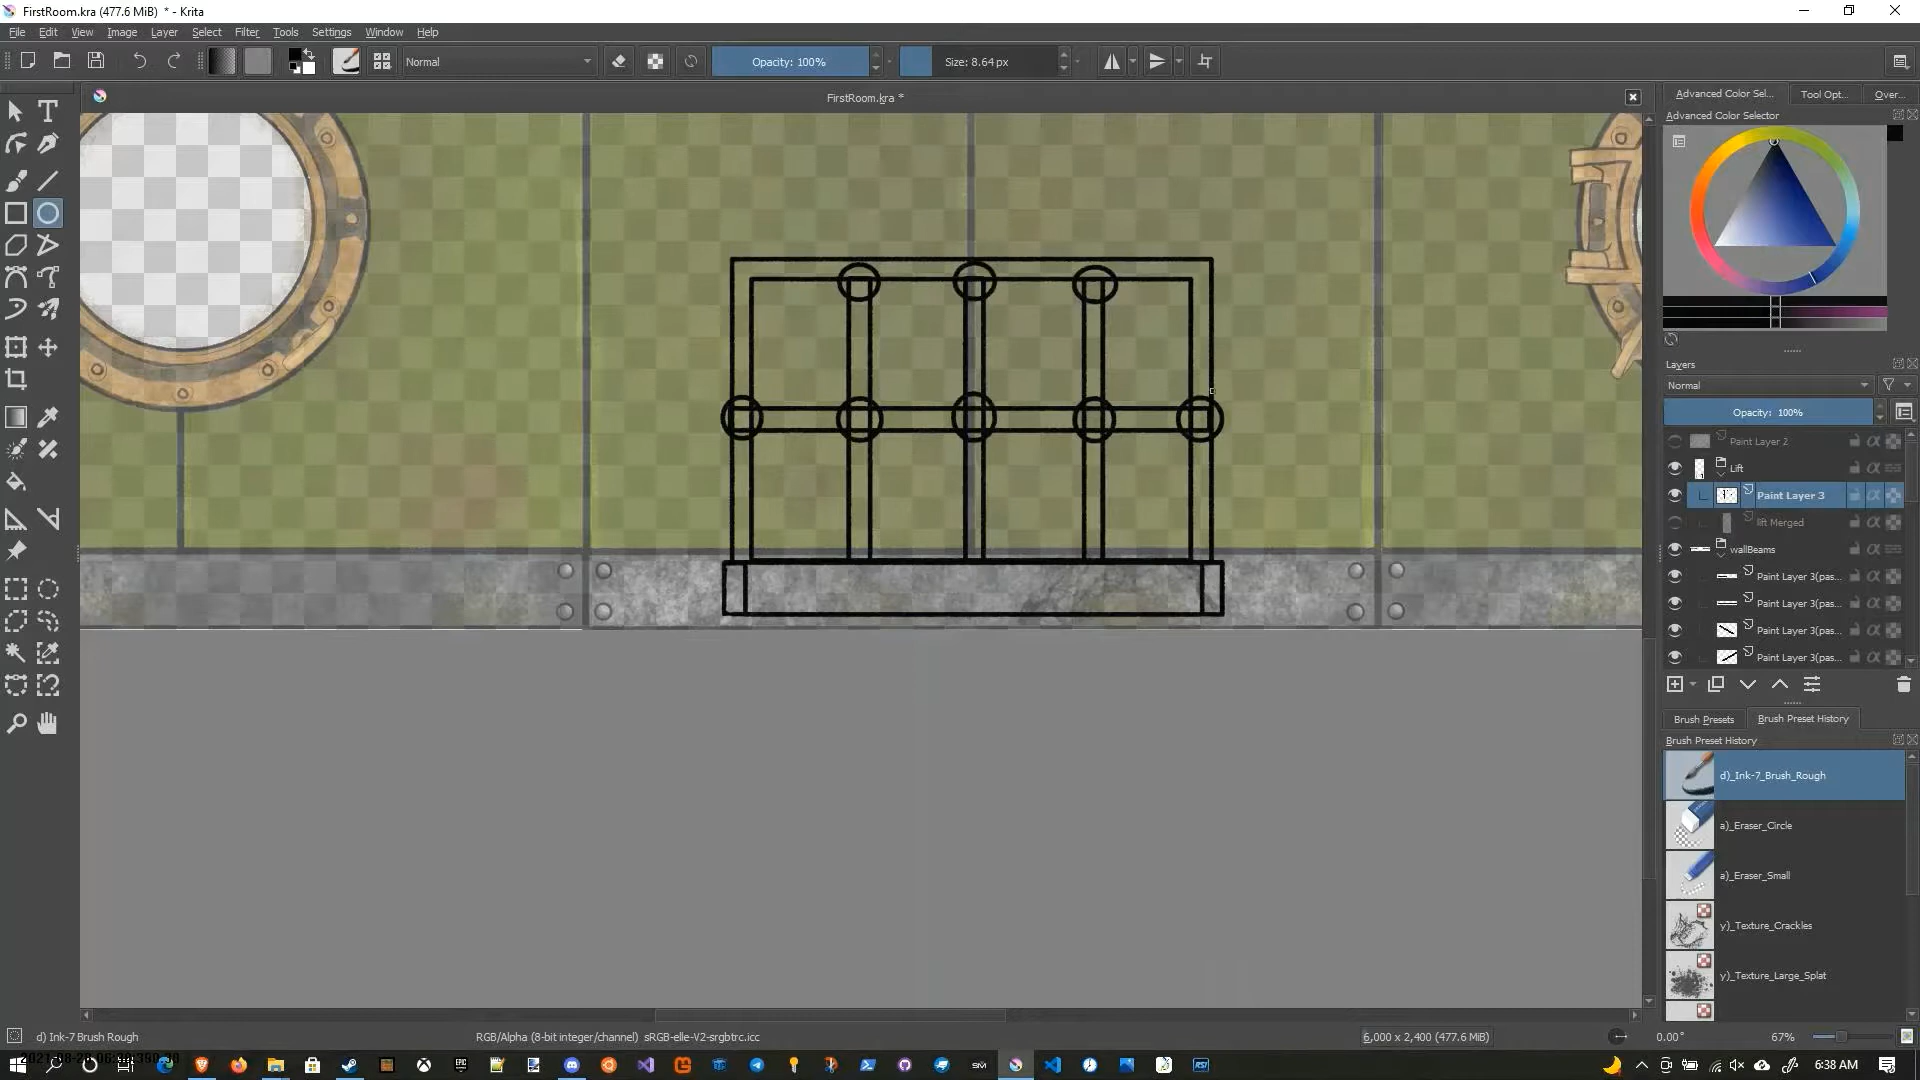 FirstRoom.kra (477.6 MiB) * - Krita
File Edit View Image Layer Select Filter Tools Settings Window Help
Normal Opacity: 100% Size: 8.64 px
FirstRoom.kra *
Advanced Color Sel... Tool Opt... Over...
Advanced Color Selector
Layers
Normal
Opacity: 100%
Paint Layer 2
Lift
Paint Layer 3
lift Merged
wallBeams
Paint Layer 3(pas...
Paint Layer 3(pas...
Paint Layer 3(pas...
Paint Layer 3(pas...
Brush Presets Brush Preset History
Brush Preset History
d)_Ink-7_Brush_Rough
a)_Eraser_Circle
a)_Eraser_Small
y)_Texture_Crackles
y)_Texture_Large_Splat
d) Ink-7 Brush Rough RGB/Alpha (8-bit integer/channel) sRGB-elle-V2-srgbtrc.icc 6,000 x 2,400 (477.6 MiB) 0.00° 67%
6:38 AM